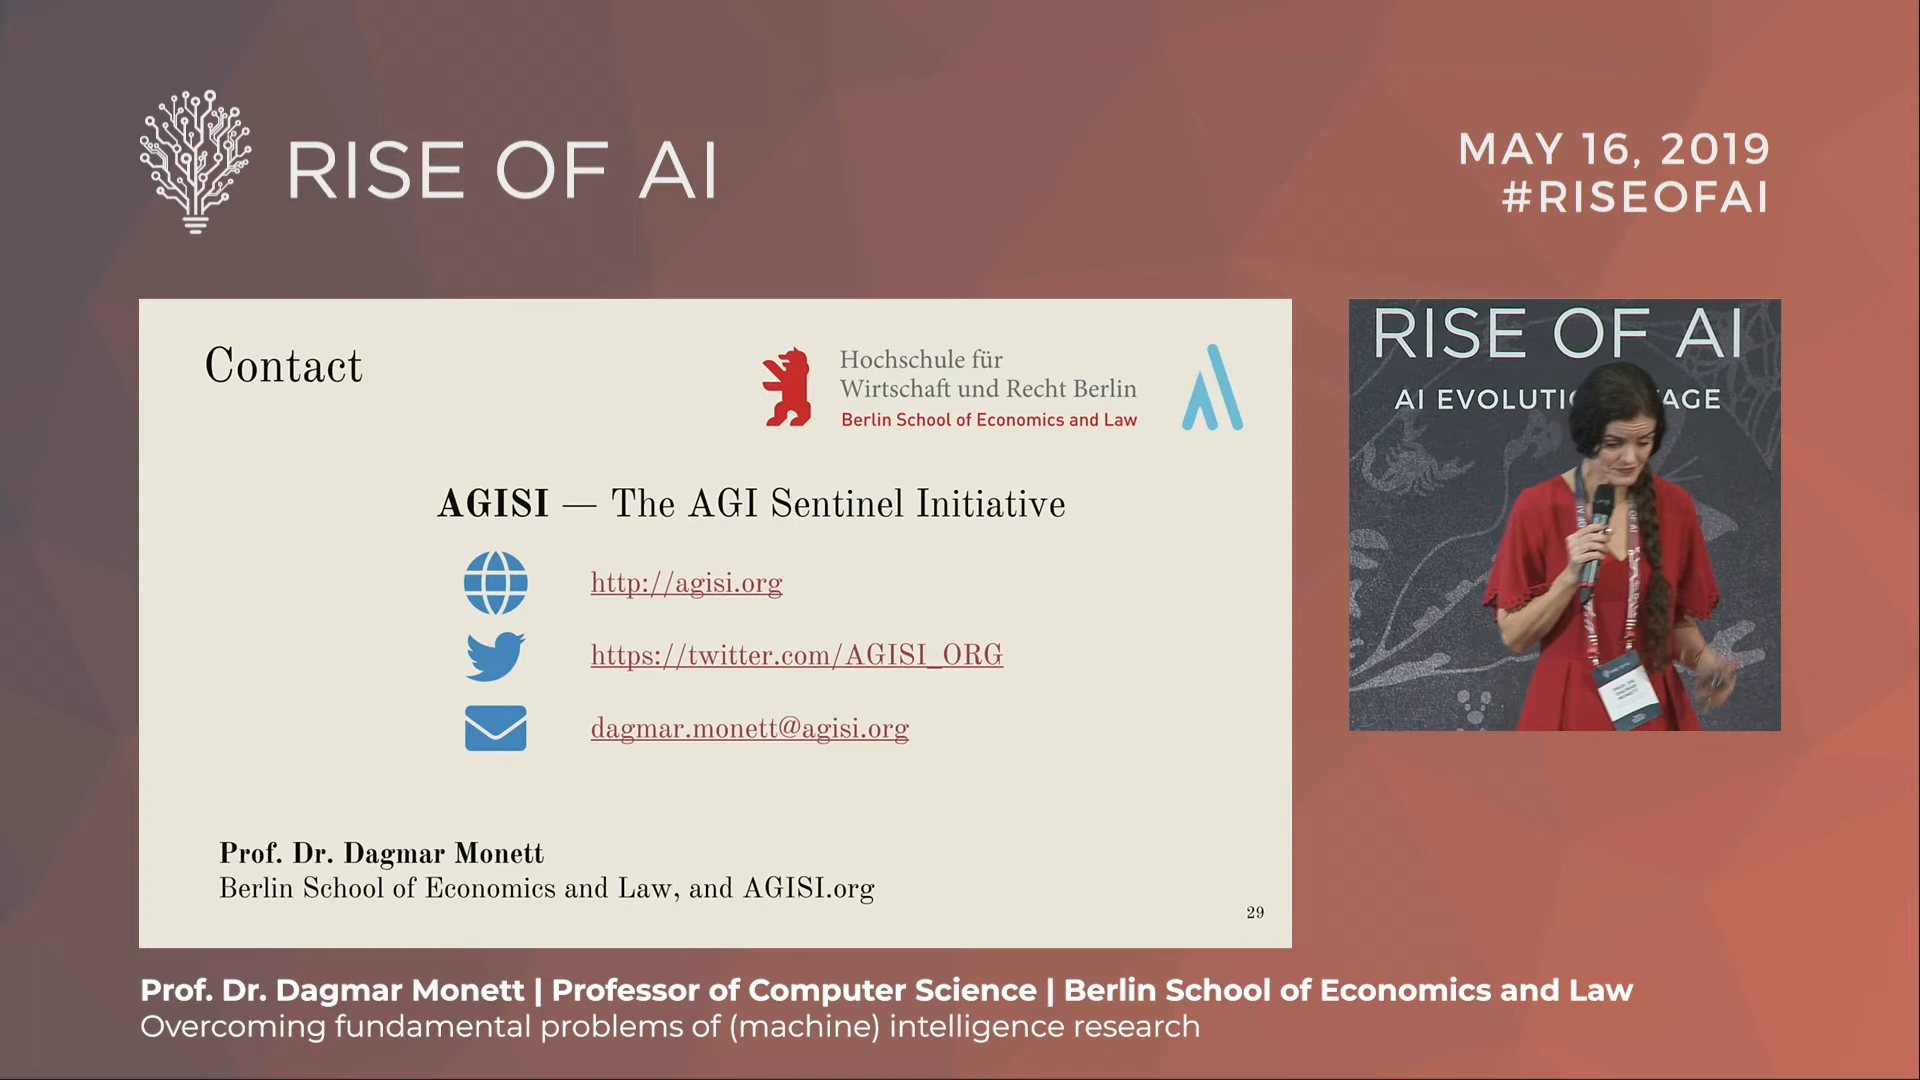 RISE OF AI
MAY 16, 2019
#RISEOFAI
Contact
Hochschule für
Wirtschaft und Recht Berlin
Berlin School of Economics and Law
AGISI — The AGI Sentinel Initiative
http://agisi.org
https://twitter.com/AGISI_ORG
dagmar.monett@agisi.org
Prof. Dr. Dagmar Monett
Berlin School of Economics and Law, and AGISI.org
29
RISE OF AI
AI EVOLUTI AGE
Prof. Dr. Dagmar Monett | Professor of Computer Science | Berlin School of Economics and Law
Overcoming fundamental problems of (machine) intelligence research